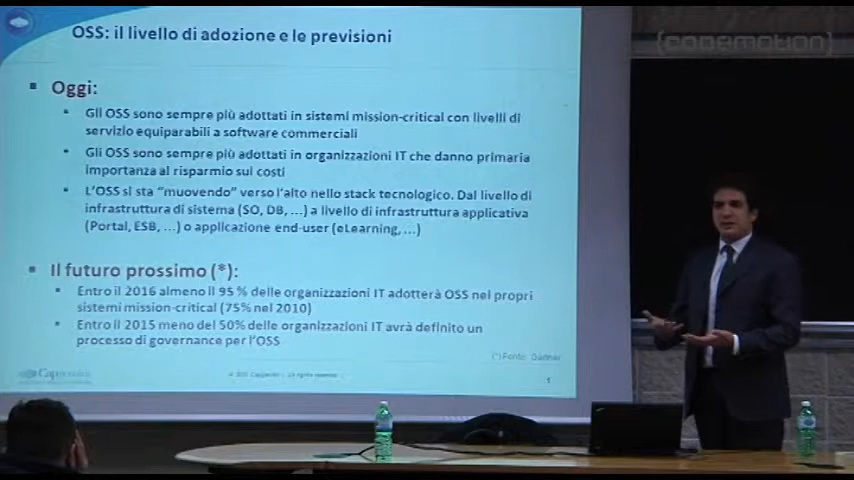 OSS: il livello di adozione e le previsioni
{codemotion}
Oggi:
Gli OSS sono sempre più adottati in sistemi mission-critical con livelli di
servizio equiparabili a software commerciali
Gli OSS sono sempre più adottati in organizzazioni IT che danno primaria
importanza al risparmio sui costi
L'OSS si sta "muovendo" verso l'alto nello stack tecnologico. Dal livello di
infrastruttura di sistema (SO, DB, ...) a livello di infrastruttura applicativa
(Portal, ESB, ...) o applicazione end-user (eLearning, ...)
Il futuro prossimo (*):
Entro il 2016 almeno il 95 % delle organizzazioni IT adotterà OSS nei propri
sistemi mission-critical (75% nel 2010)
Entro il 2015 meno del 50% delle organizzazioni IT avrà definito un
processo di governance per l'OSS
(*) Fonte: Gartner
Capgemini